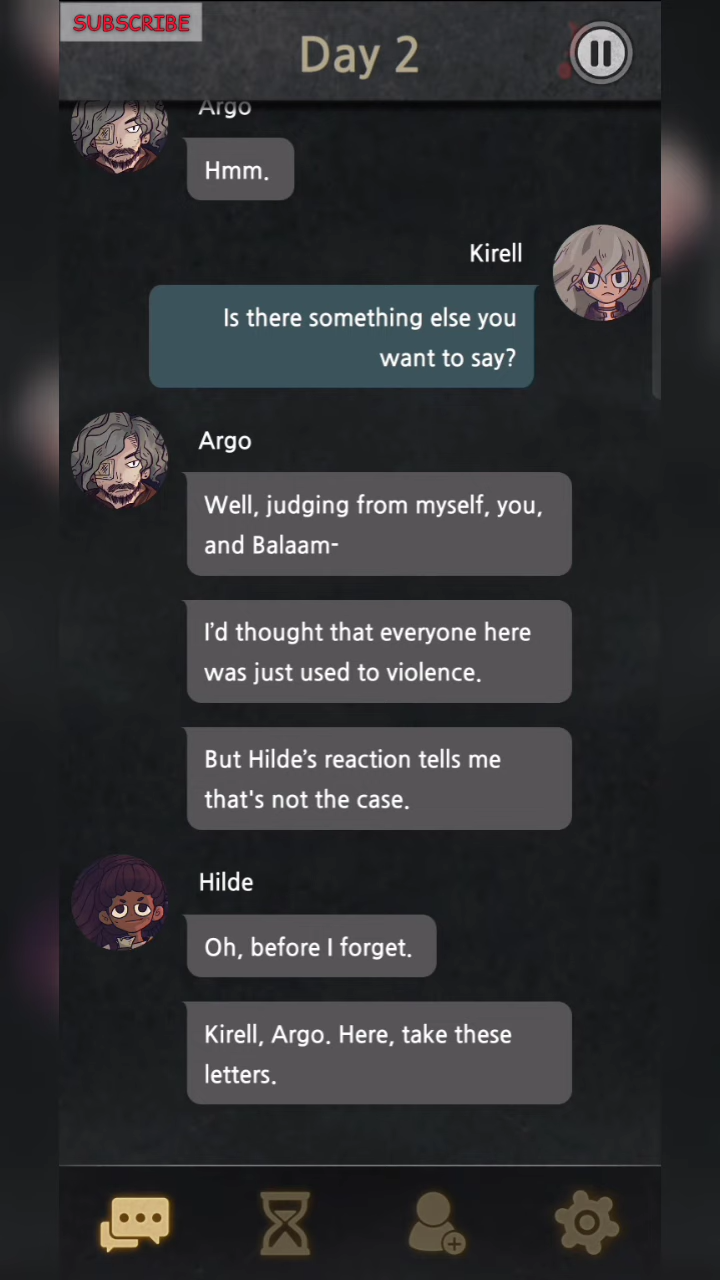 SUBSCRIBE
Day 2
Argo
Hmm.
Kirell
Is there something else you
want to say?
Argo
Well, judging from myself, you,
and Balaam-
I'd thought that everyone here
was just used to violence.
But Hilde's reaction tells me
that's not the case.
Hilde
Oh, before I forget.
Kirell, Argo. Here, take these
letters.